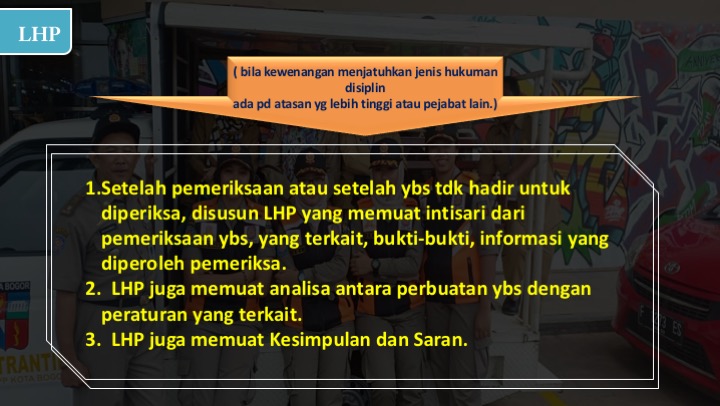 LHP
( bila kewenangan menjatuhkan jenis hukuman
disiplin
ada pd atasan yg lebih tinggi atau pejabat lain.)
1.Setelah pemeriksaan atau setelah ybs tdk hadir untuk
diperiksa, disusun LHP yang memuat intisari dari
pemeriksaan ybs, yang terkait, bukti-bukti, informasi yang
diperoleh pemeriksa.
2. LHP juga memuat analisa antara perbuatan ybs dengan
peraturan yang terkait.
3. LHP juga memuat Kesimpulan dan Saran.